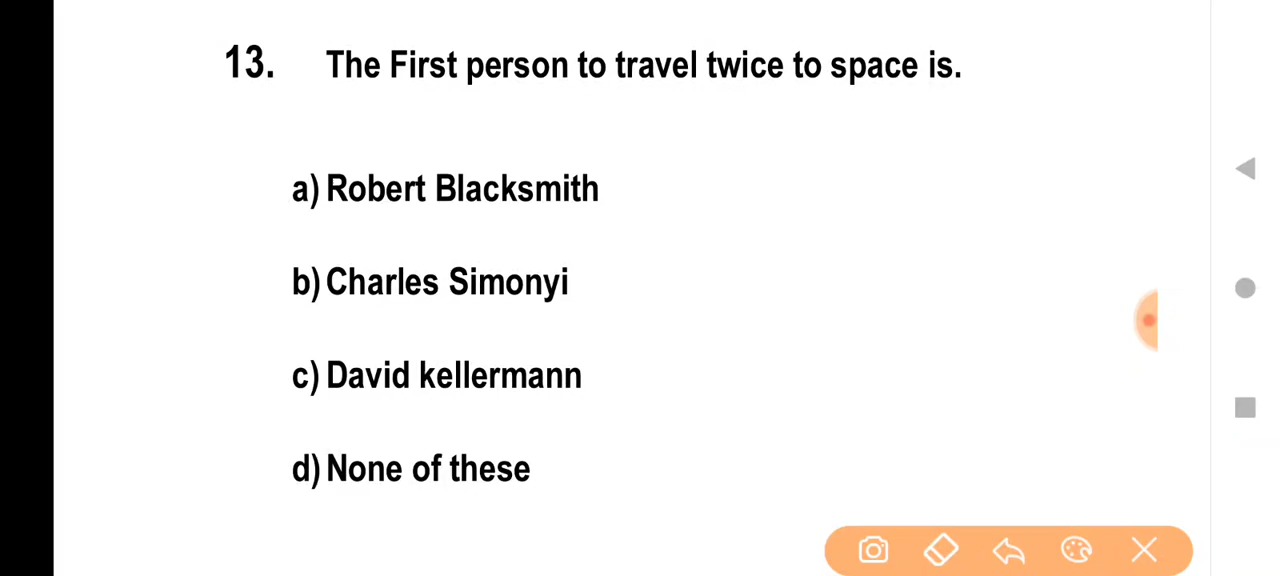 13. The First person to travel twice to space is.
a) Robert Blacksmith
b) Charles Simonyi
c) David kellermann
d) None of these